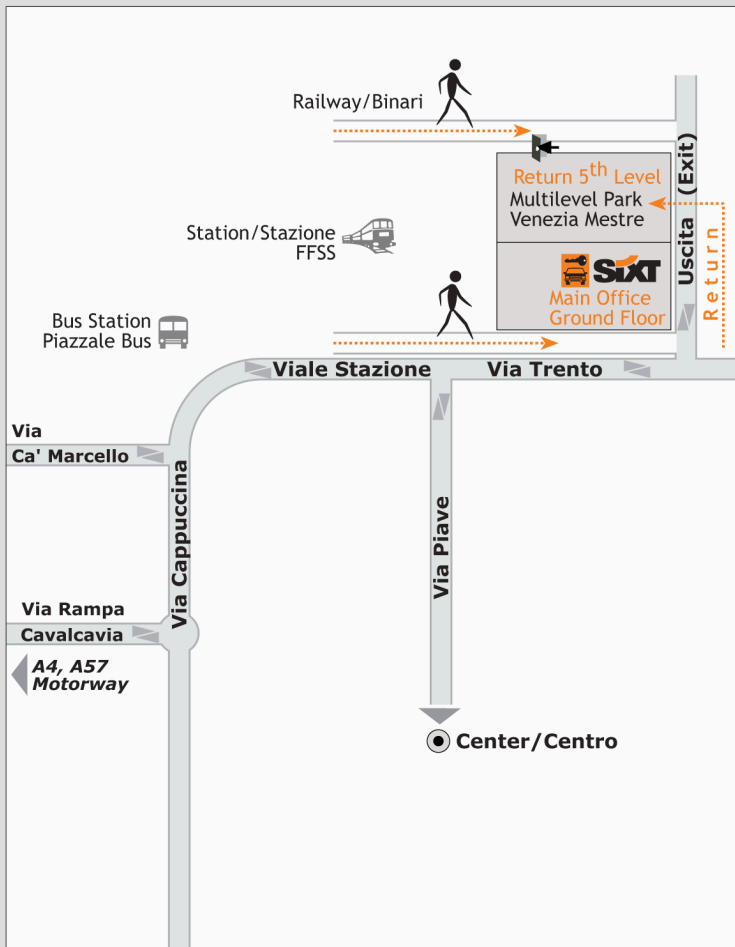 Railway/Binari
Return 5th Level
Multilevel Park
Venezia Mestre
Uscita (Exit)
Return
Station/Stazione
FFSS
SiXT
Main Office
Ground Floor
Bus Station
Piazzale Bus
Viale Stazione
Via Trento
Via
Ca' Marcello
Via Cappuccina
Via Piave
Via Rampa
Cavalcavia
A4, A57
Motorway
Center/Centro